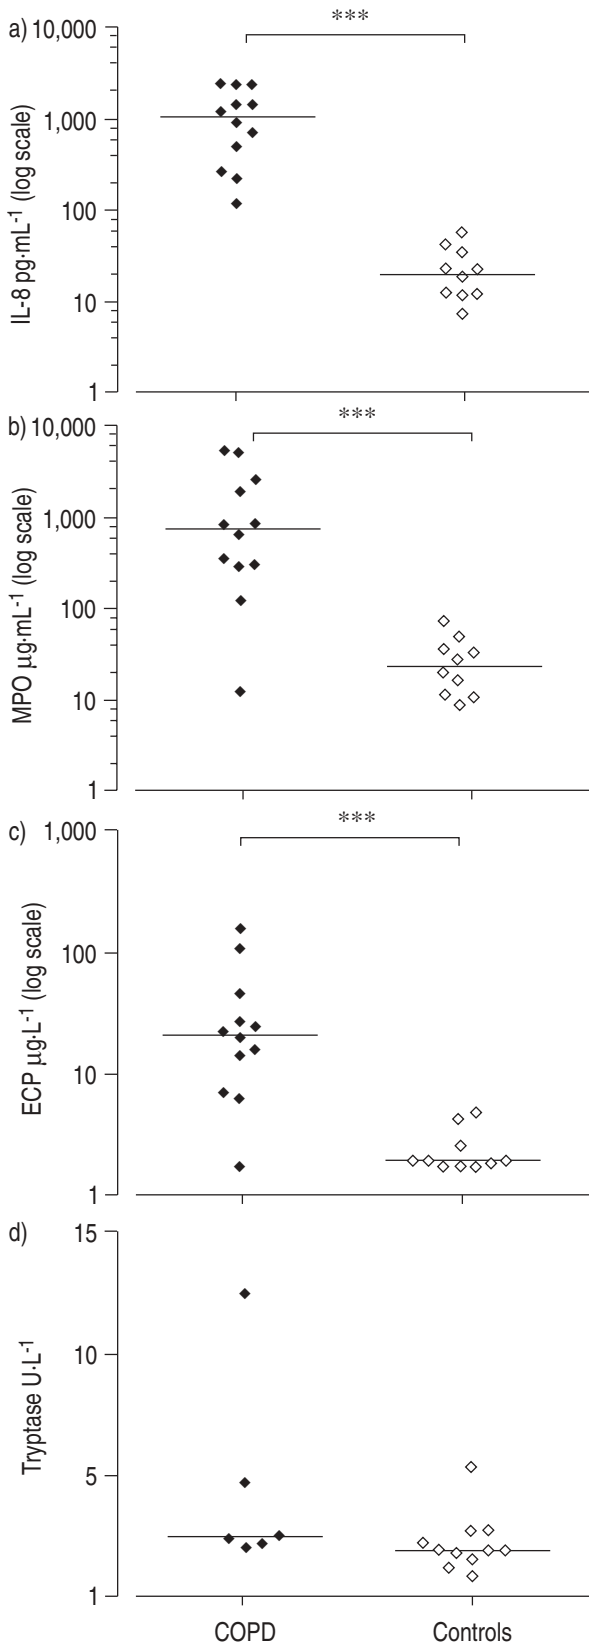 a) 10,000
***
1,000
100
10
1
IL-8 pg·mL-1 (log scale)
b) 10,000
***
1,000
100
10
1
MPO µg·mL-1 (log scale)
c) 1,000
***
100
10
1
ECP µg·L-1 (log scale)
d) 15
10
5
1
Tryptase U·L-1
COPD Controls